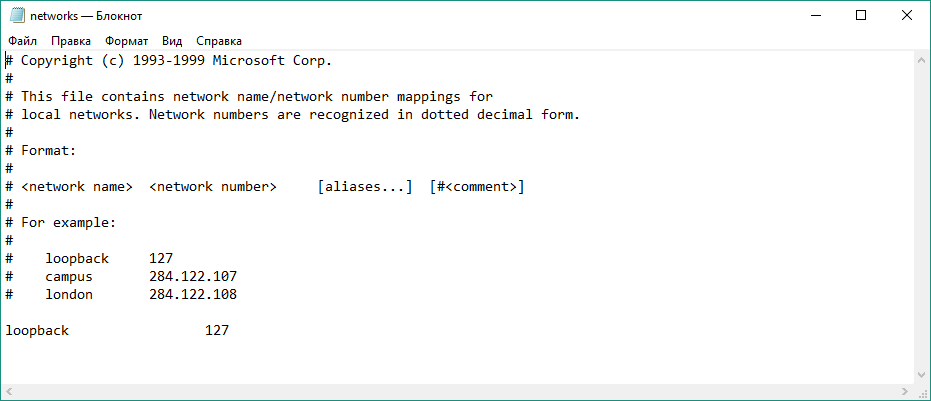 networks — Блокнот
Файл Правка Формат Вид Справка
# Copyright (c) 1993-1999 Microsoft Corp.
#
# This file contains network name/network number mappings for
# local networks. Network numbers are recognized in dotted decimal form.
#
# Format:
#
# <network name>  <network number>     [aliases...]  [#<comment>]
#
# For example:
#
#    loopback     127
#    campus       284.122.107
#    london       284.122.108

loopback                 127